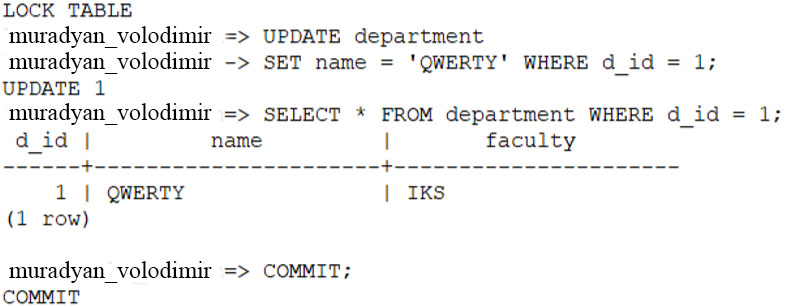 LOCK TABLE
muradyan_volodimir => UPDATE department
muradyan_volodimir -> SET name = 'QWERTY' WHERE d_id = 1;
UPDATE 1
muradyan_volodimir => SELECT * FROM department WHERE d_id = 1;
 d_id |         name          |        faculty
------+-----------------------+-----------------------
    1 | QWERTY                | IKS
(1 row)
muradyan_volodimir => COMMIT;
COMMIT